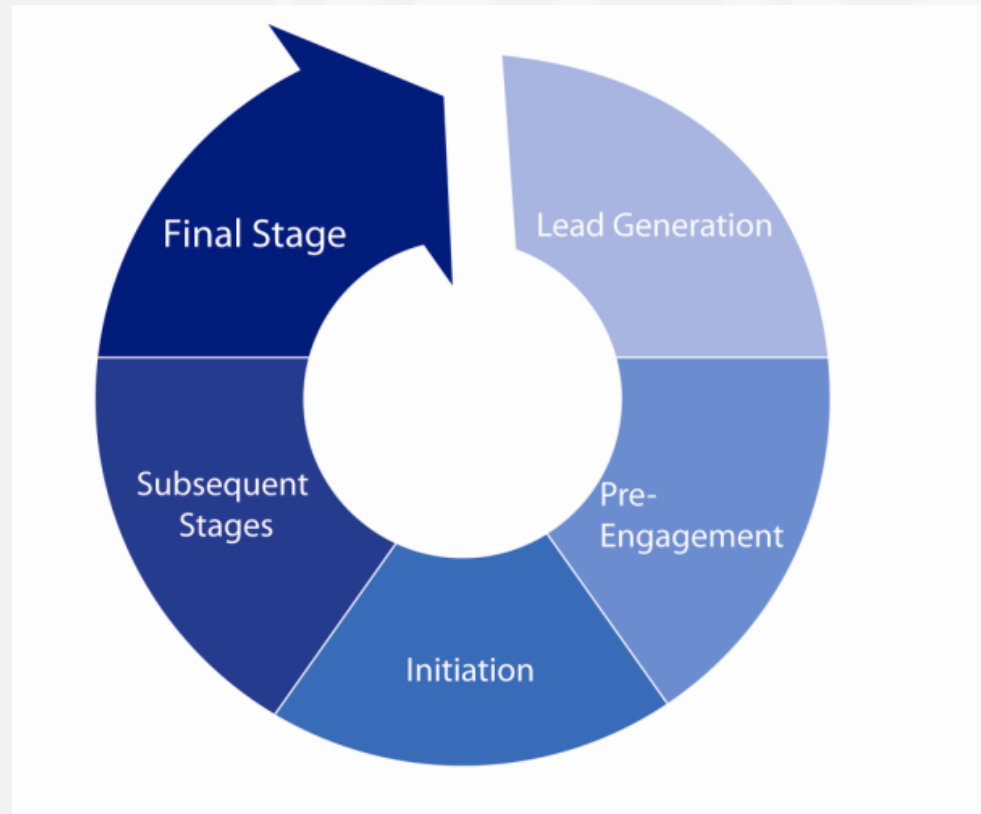 Lead Generation
Pre-
Engagement
Initiation
Subsequent
Stages
Final Stage